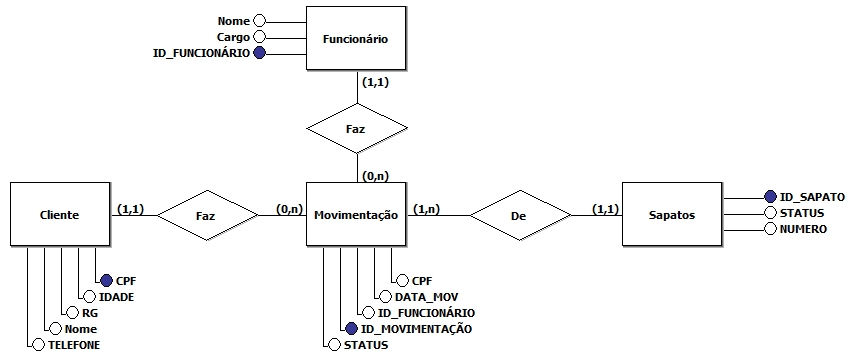 Nome
Cargo
ID_FUNCIONÁRIO
Funcionário
(1,1)
Faz
(0,n)
Cliente
(1,1)
Faz
(0,n)
Movimentação
(1,n)
De
(1,1)
Sapatos
ID_SAPATO
STATUS
NUMERO
CPF
IDADE
RG
Nome
TELEFONE
CPF
DATA_MOV
ID_FUNCIONÁRIO
ID_MOVIMENTAÇÃO
STATUS